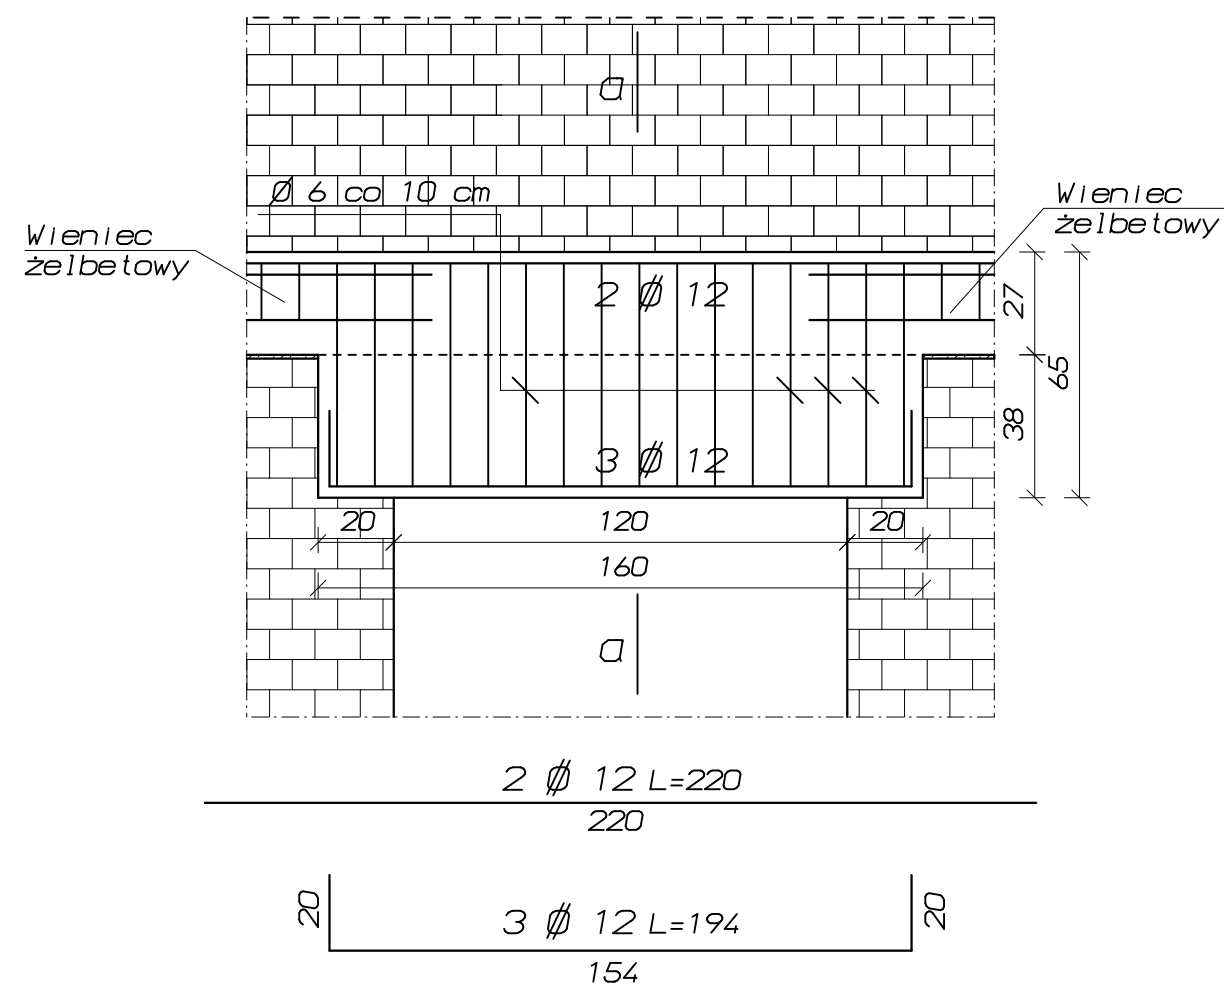 a
Ø 6 co 10 cm
Wieniec
żelbetowy
Wieniec
żelbetowy
2 Ø 12
27
65
38
3 Ø 12
20
120
20
160
a
2 Ø 12 L=220
220
20
3 Ø 12 L=194
20
154